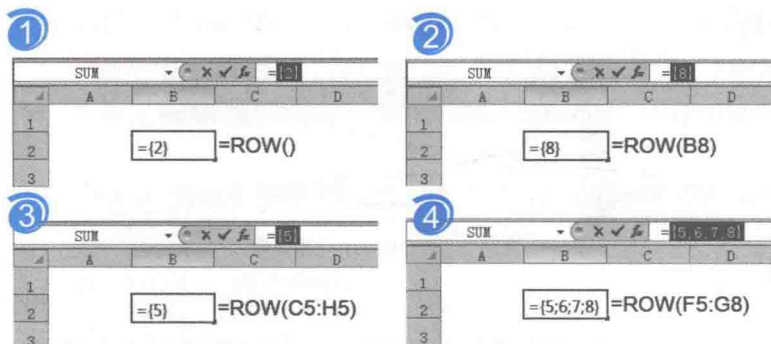 1
SUM = {2}
A B C D
1
2 ={2} =ROW()
3
2
SUM = {8}
A B C D
1
2 ={8} =ROW(B8)
3
3
SUM = {5}
A B C D
1
2 ={5} =ROW(C5:H5)
3
4
SUM = {5;6;7;8}
A B C D
1
2 ={5;6;7;8} =ROW(F5:G8)
3